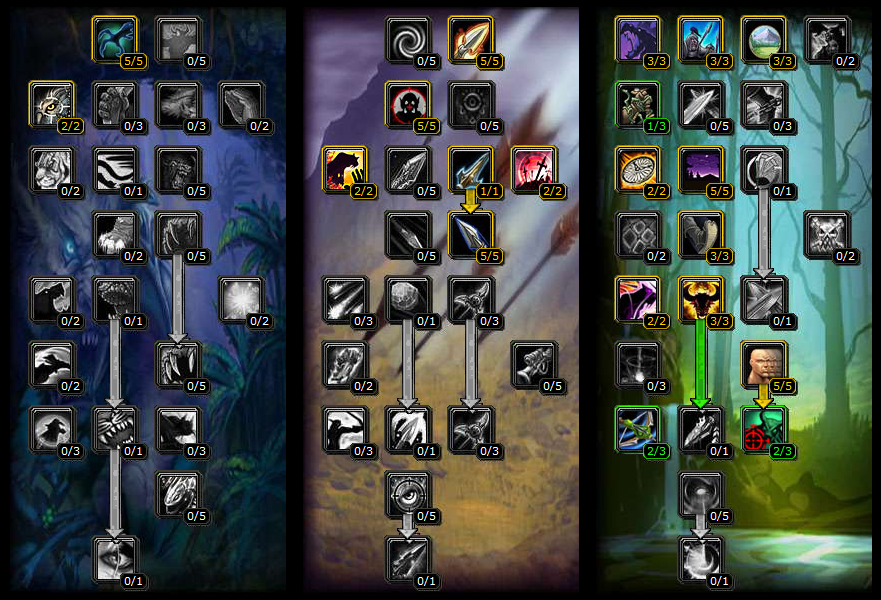 5/5 0/5 0/5 5/5 3/3 3/3 3/3 0/2
2/2 0/3 0/3 0/2 5/5 0/5 1/3 0/5 0/3
0/2 0/1 0/5 2/2 0/5 1/1 2/2 2/2 5/5 0/1
0/2 0/5 0/5 5/5 0/2 3/3 0/2
0/2 0/1 0/2 0/3 0/1 0/3 2/2 3/3 0/1
0/2 0/5 0/2 0/5 0/3 5/5
0/3 0/1 0/3 0/3 0/1 0/3 2/3 0/1 2/3
0/5 0/5 0/5
0/1 0/1 0/1